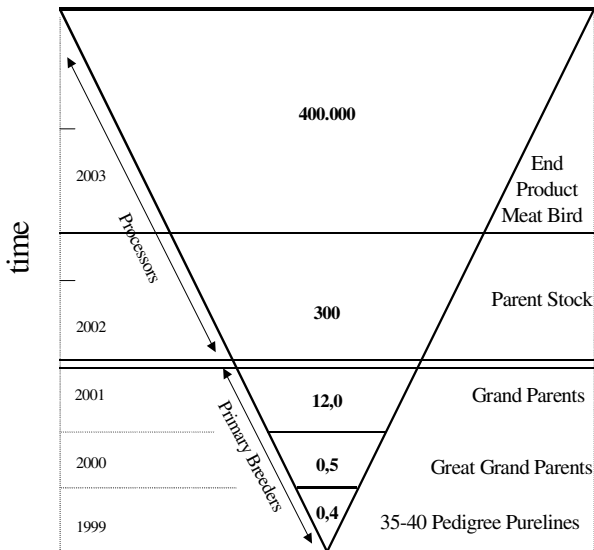 400.000
End
Product
Meat Bird
2003
time
Processors
Parent Stock
300
2002
Grand Parents
2001
12,0
Primary Breeders
Great Grand Parents
2000
0,5
0,4
35-40 Pedigree Purelines
1999